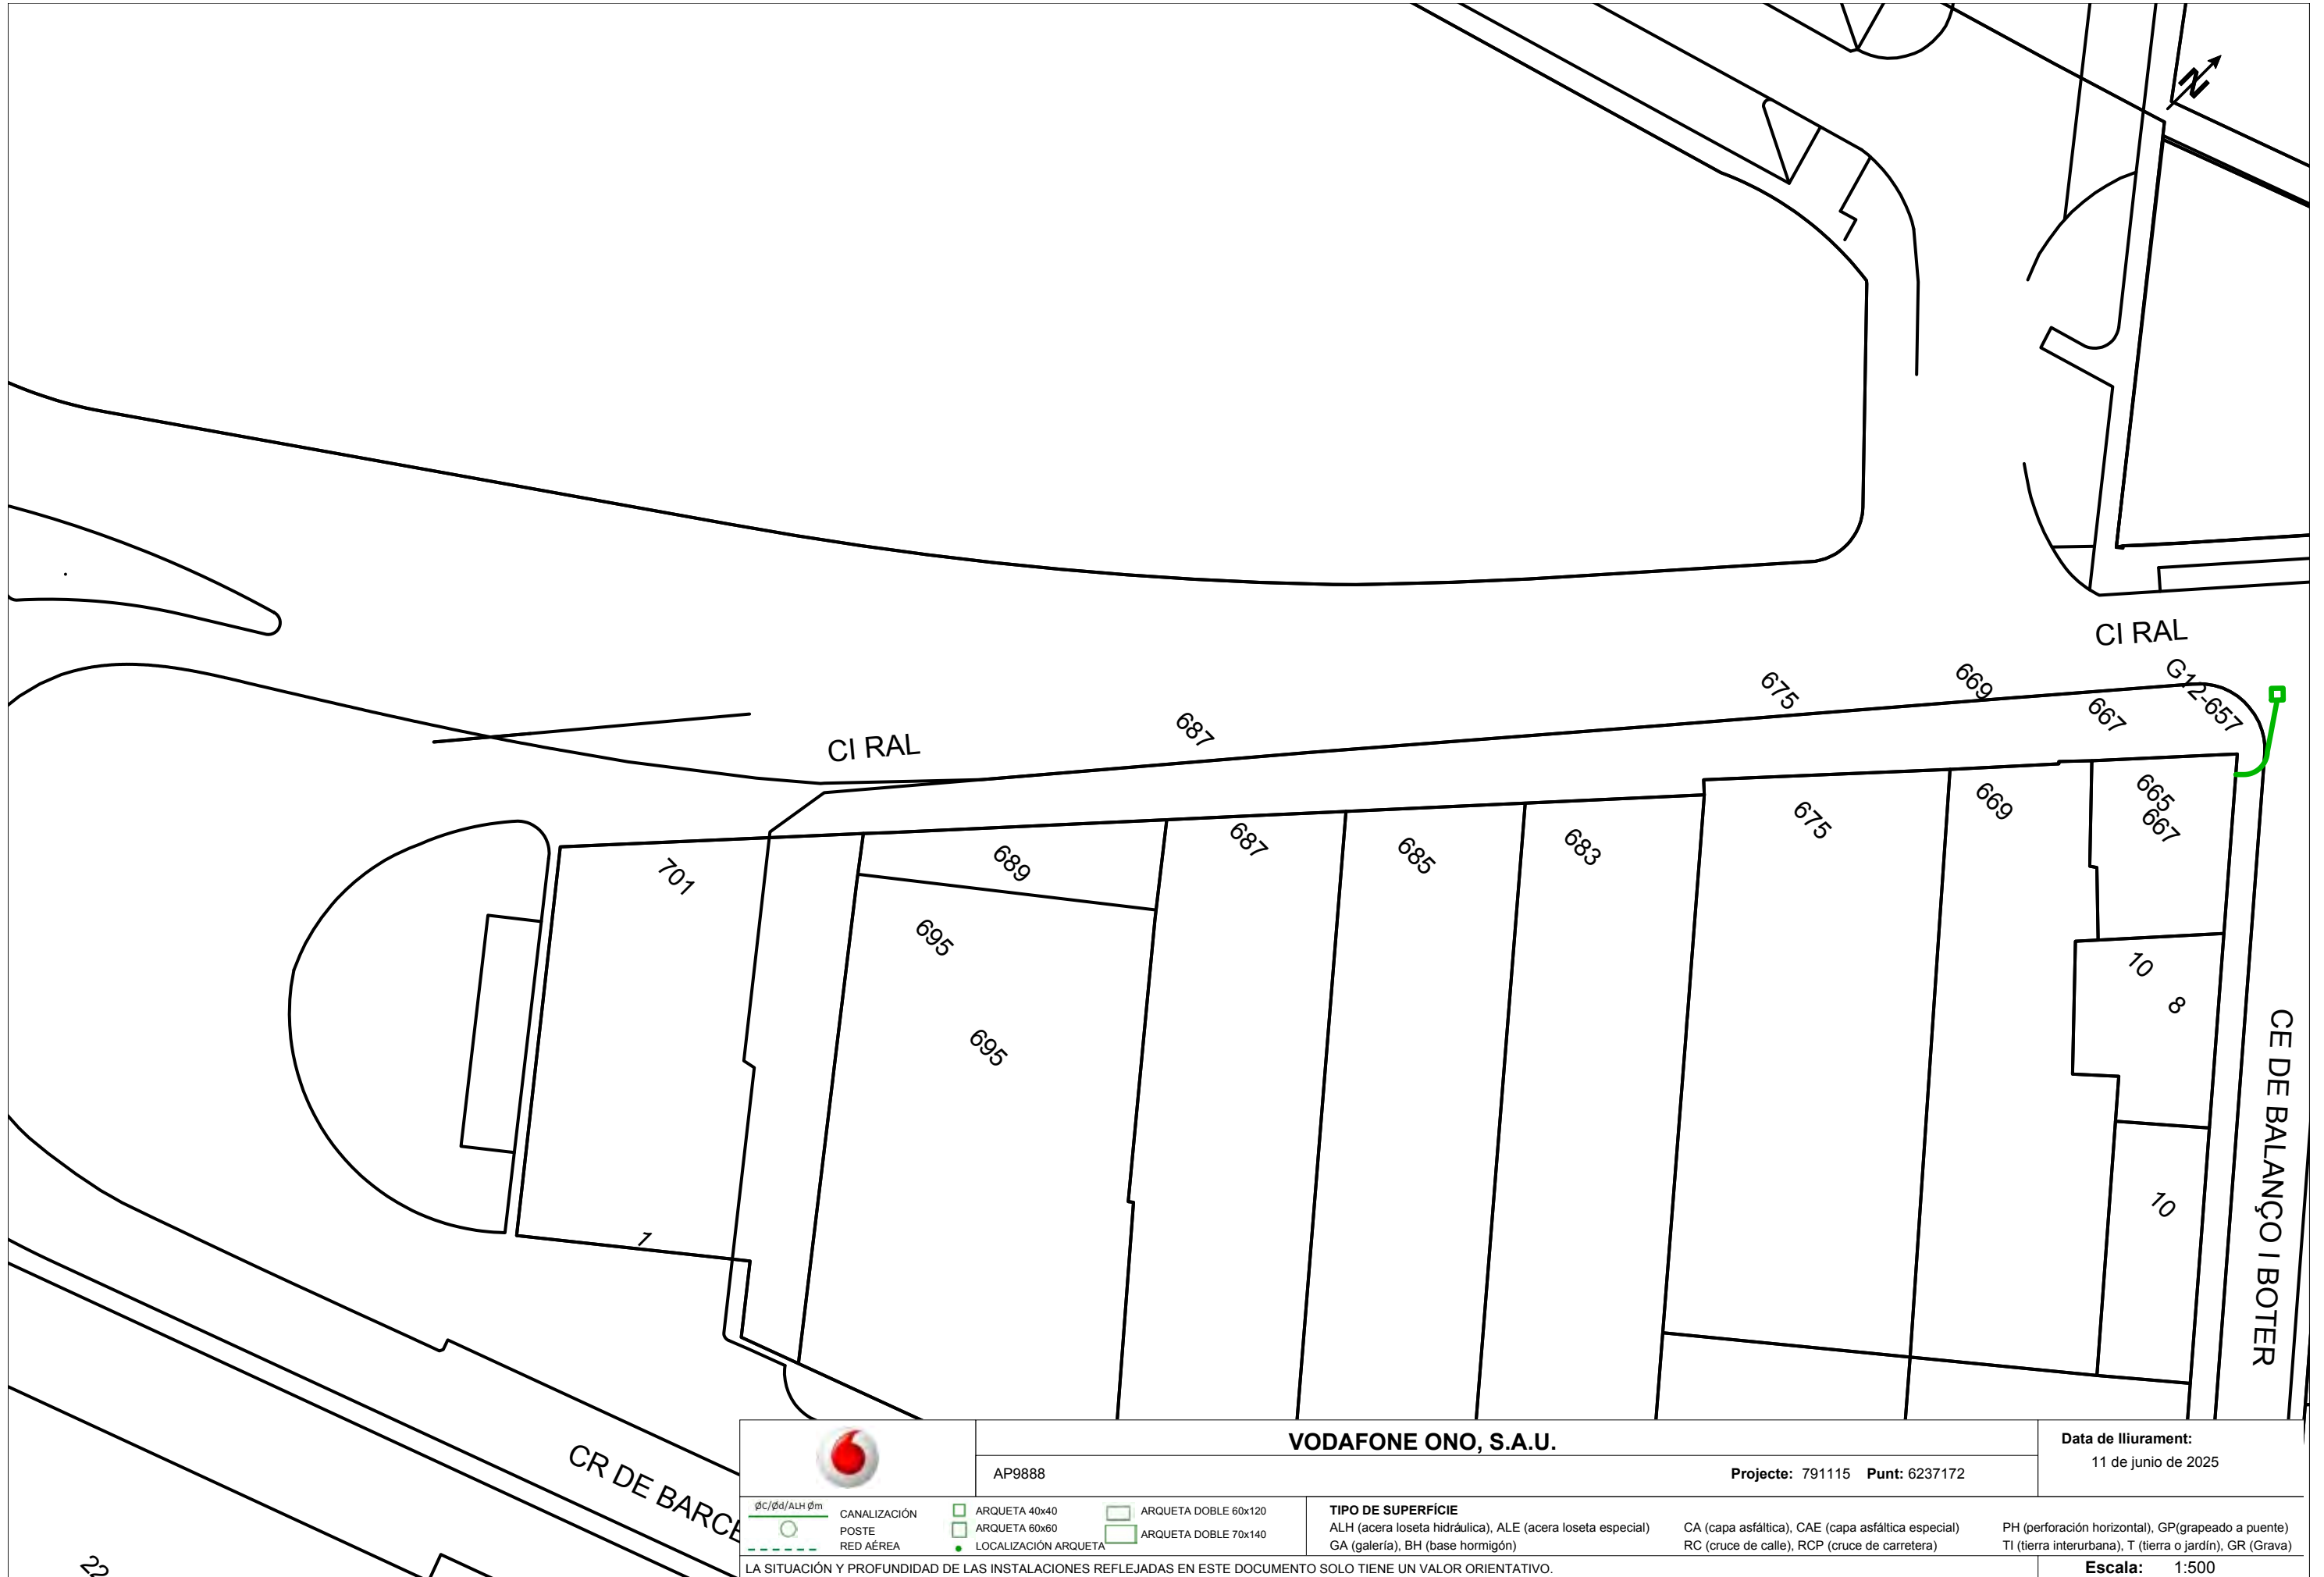 N
CI RAL
G12-657
675
669
667
687
CI RAL
665
667
675
669
687
685
683
689
701
695
695
10
8
10
1
CE DE BALANÇO I BOTER
CR DE BARCE
22
VODAFONE ONO, S.A.U.
AP9888
Projecte: 791115 Punt: 6237172
Data de lliurament:
11 de junio de 2025
ØC/Ød/ALH Øm
CANALIZACIÓN
POSTE
RED AÉREA
ARQUETA 40x40
ARQUETA 60x60
LOCALIZACIÓN ARQUETA
ARQUETA DOBLE 60x120
ARQUETA DOBLE 70x140
TIPO DE SUPERFÍCIE
ALH (acera loseta hidráulica), ALE (acera loseta especial)
GA (galería), BH (base hormigón)
CA (capa asfáltica), CAE (capa asfáltica especial)
RC (cruce de calle), RCP (cruce de carretera)
PH (perforación horizontal), GP(grapeado a puente)
TI (tierra interurbana), T (tierra o jardín), GR (Grava)
LA SITUACIÓN Y PROFUNDIDAD DE LAS INSTALACIONES REFLEJADAS EN ESTE DOCUMENTO SOLO TIENE UN VALOR ORIENTATIVO.
Escala: 1:500